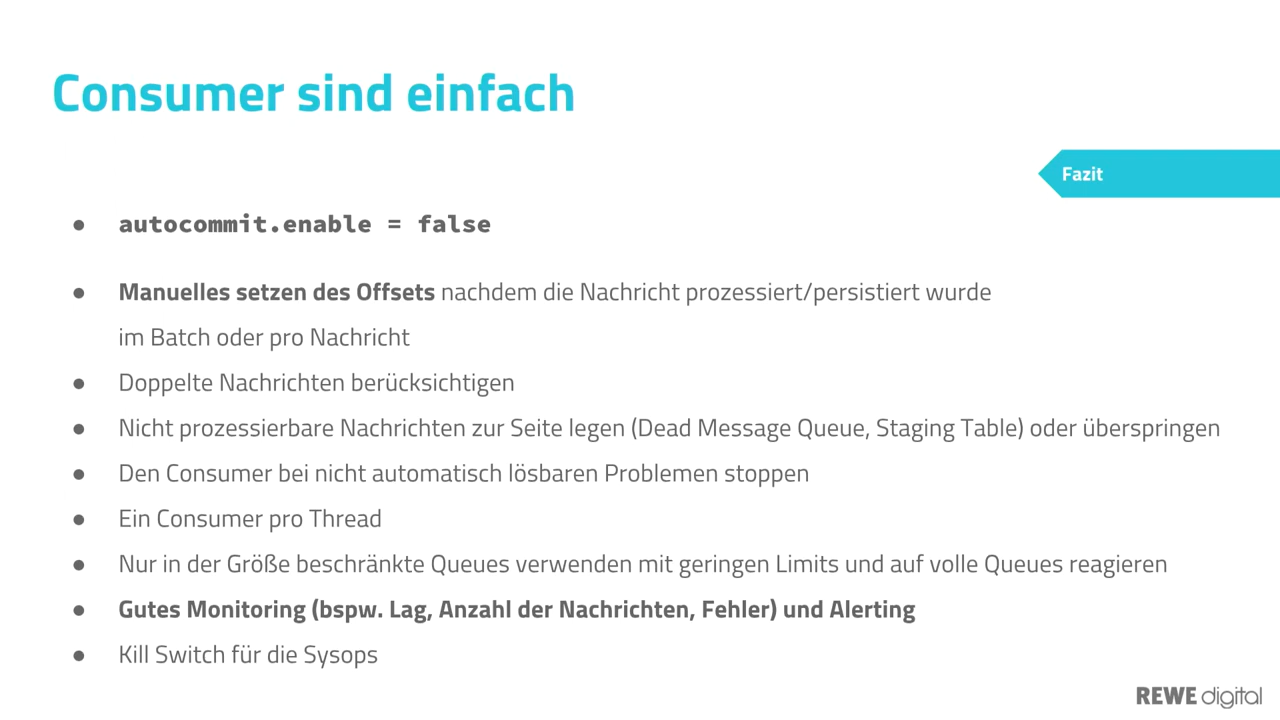 Consumer sind einfach
Fazit
● autocommit.enable = false
● Manuelles setzen des Offsets nachdem die Nachricht prozessiert/persistiert wurde
im Batch oder pro Nachricht
● Doppelte Nachrichten berücksichtigen
● Nicht prozessierbare Nachrichten zur Seite legen (Dead Message Queue, Staging Table) oder überspringen
● Den Consumer bei nicht automatisch lösbaren Problemen stoppen
● Ein Consumer pro Thread
● Nur in der Größe beschränkte Queues verwenden mit geringen Limits und auf volle Queues reagieren
● Gutes Monitoring (bspw. Lag, Anzahl der Nachrichten, Fehler) und Alerting
● Kill Switch für die Sysops
REWE digital